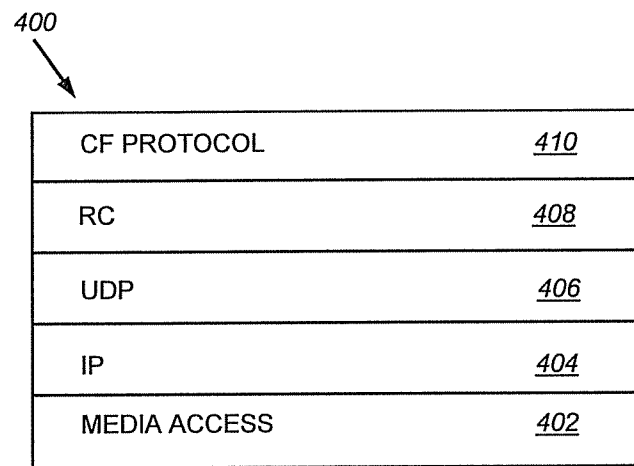 400
CF PROTOCOL 410
RC 408
UDP 406
IP 404
MEDIA ACCESS 402